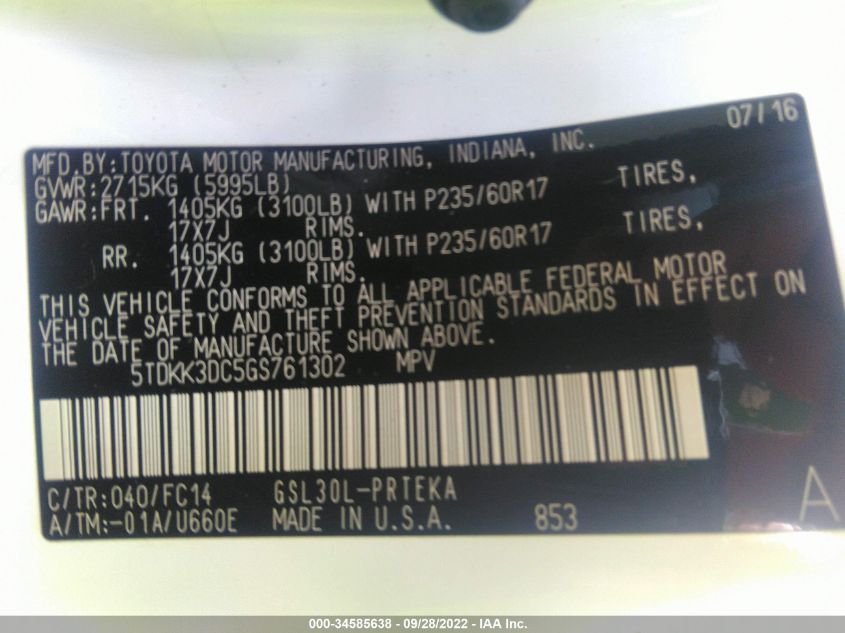 07/16
MFD.BY:TOYOTA MOTOR MANUFACTURING, INDIANA, INC.
GVWR:2715KG (5995LB)
GAWR:FRT. 1405KG (3100LB) WITH P235/60R17 TIRES,
17X7J RIMS.
RR. 1405KG (3100LB) WITH P235/60R17 TIRES,
17X7J RIMS.
THIS VEHICLE CONFORMS TO ALL APPLICABLE FEDERAL MOTOR
VEHICLE SAFETY AND THEFT PREVENTION STANDARDS IN EFFECT ON
THE DATE OF MANUFACTURE SHOWN ABOVE.
5TDKK3DC5GS761302 MPV
C/TR:040/FC14 GSL30L-PRTEKA
A/TM:-01A/U660E MADE IN U.S.A. 853
A
000-34585638 - 09/28/2022 - IAA Inc.